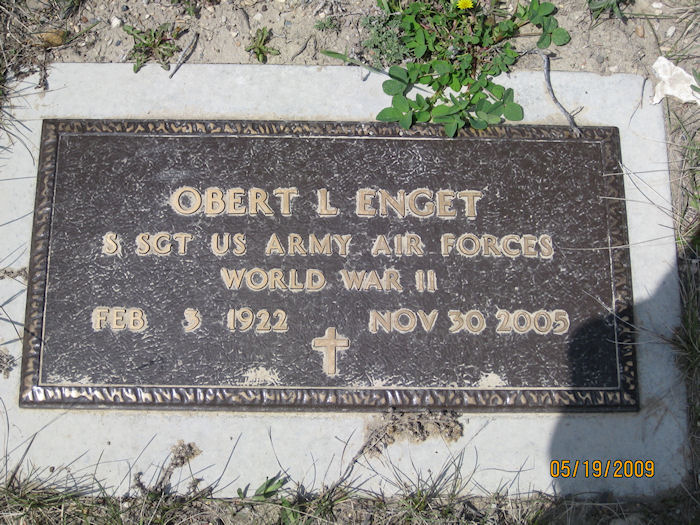 OBERT L ENGET
S SGT US ARMY AIR FORCES
WORLD WAR II
FEB 3 1922 NOV 30 2005
05/19/2009